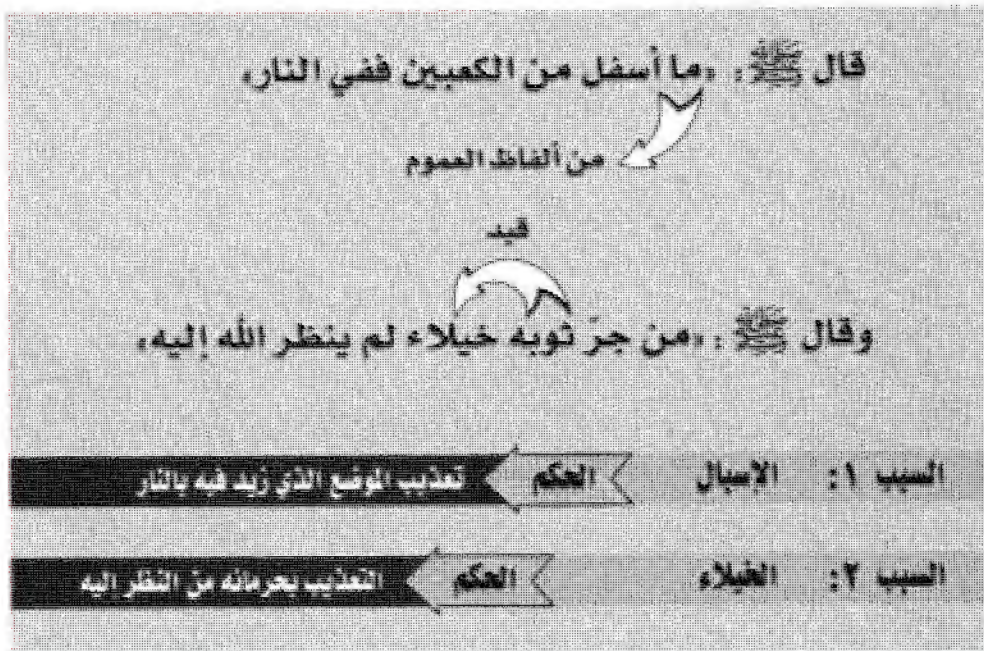 قال ﷺ : «ما أسفل من الكعبين ففي النار»
من ألفاظ العموم
قيد
وقال ﷺ : «من جرّ ثوبه خيلاء لم ينظر الله إليه»
السبب ١: الإسبال الحكم تعذيب الموضع الذي زيد فيه بالنار
السبب ٢: الخيلاء الحكم التعذيب بحرمانه من النظر إليه